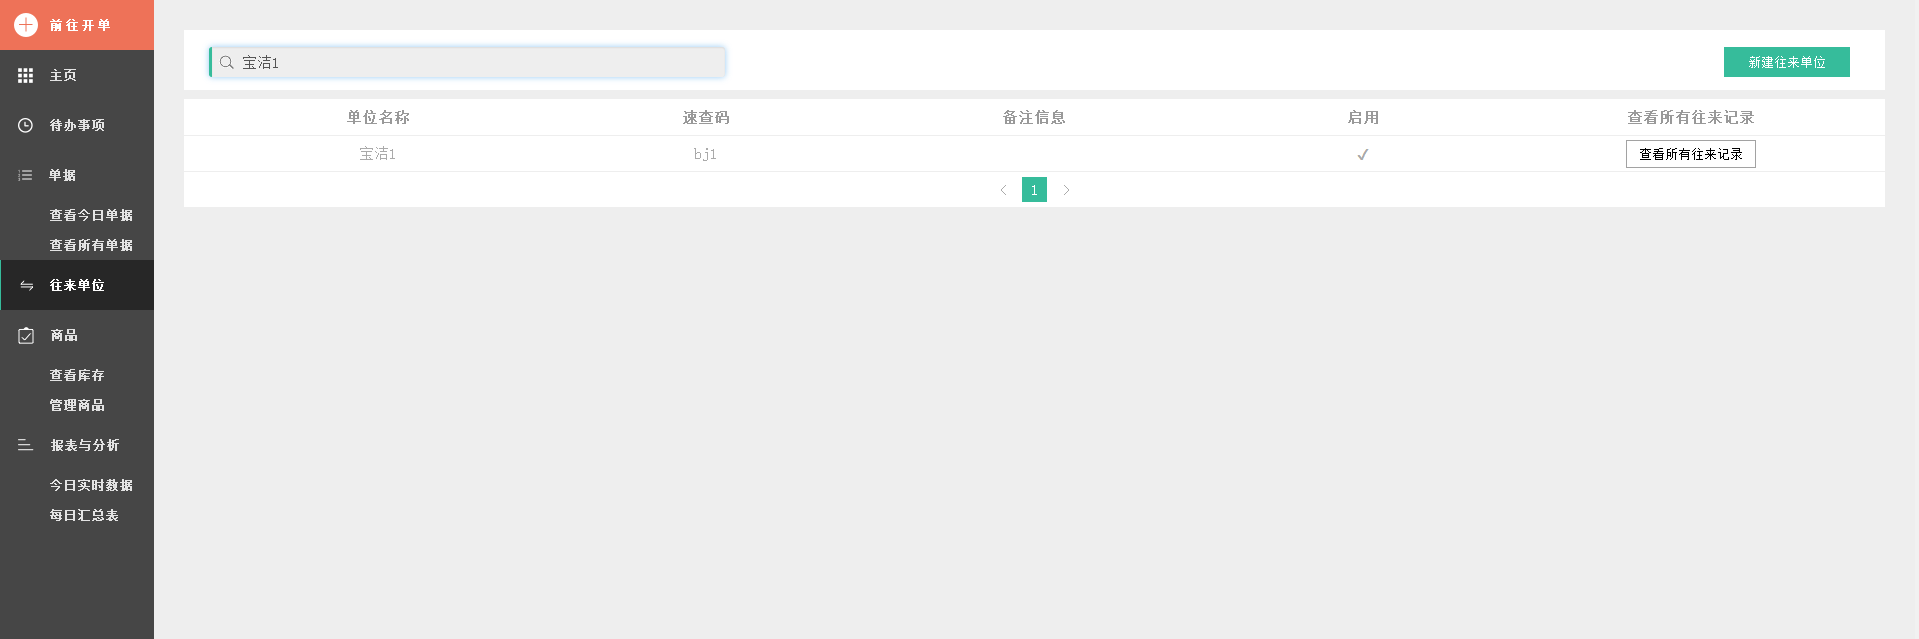 前往开单
主页
待办事项
单据
查看今日单据
查看所有单据
往来单位
商品
查看库存
管理商品
报表与分析
今日实时数据
每日汇总表
宝洁1
新建往来单位
单位名称 速查码 备注信息 启用 查看所有往来记录
宝洁1 bj1 ✓ 查看所有往来记录
1